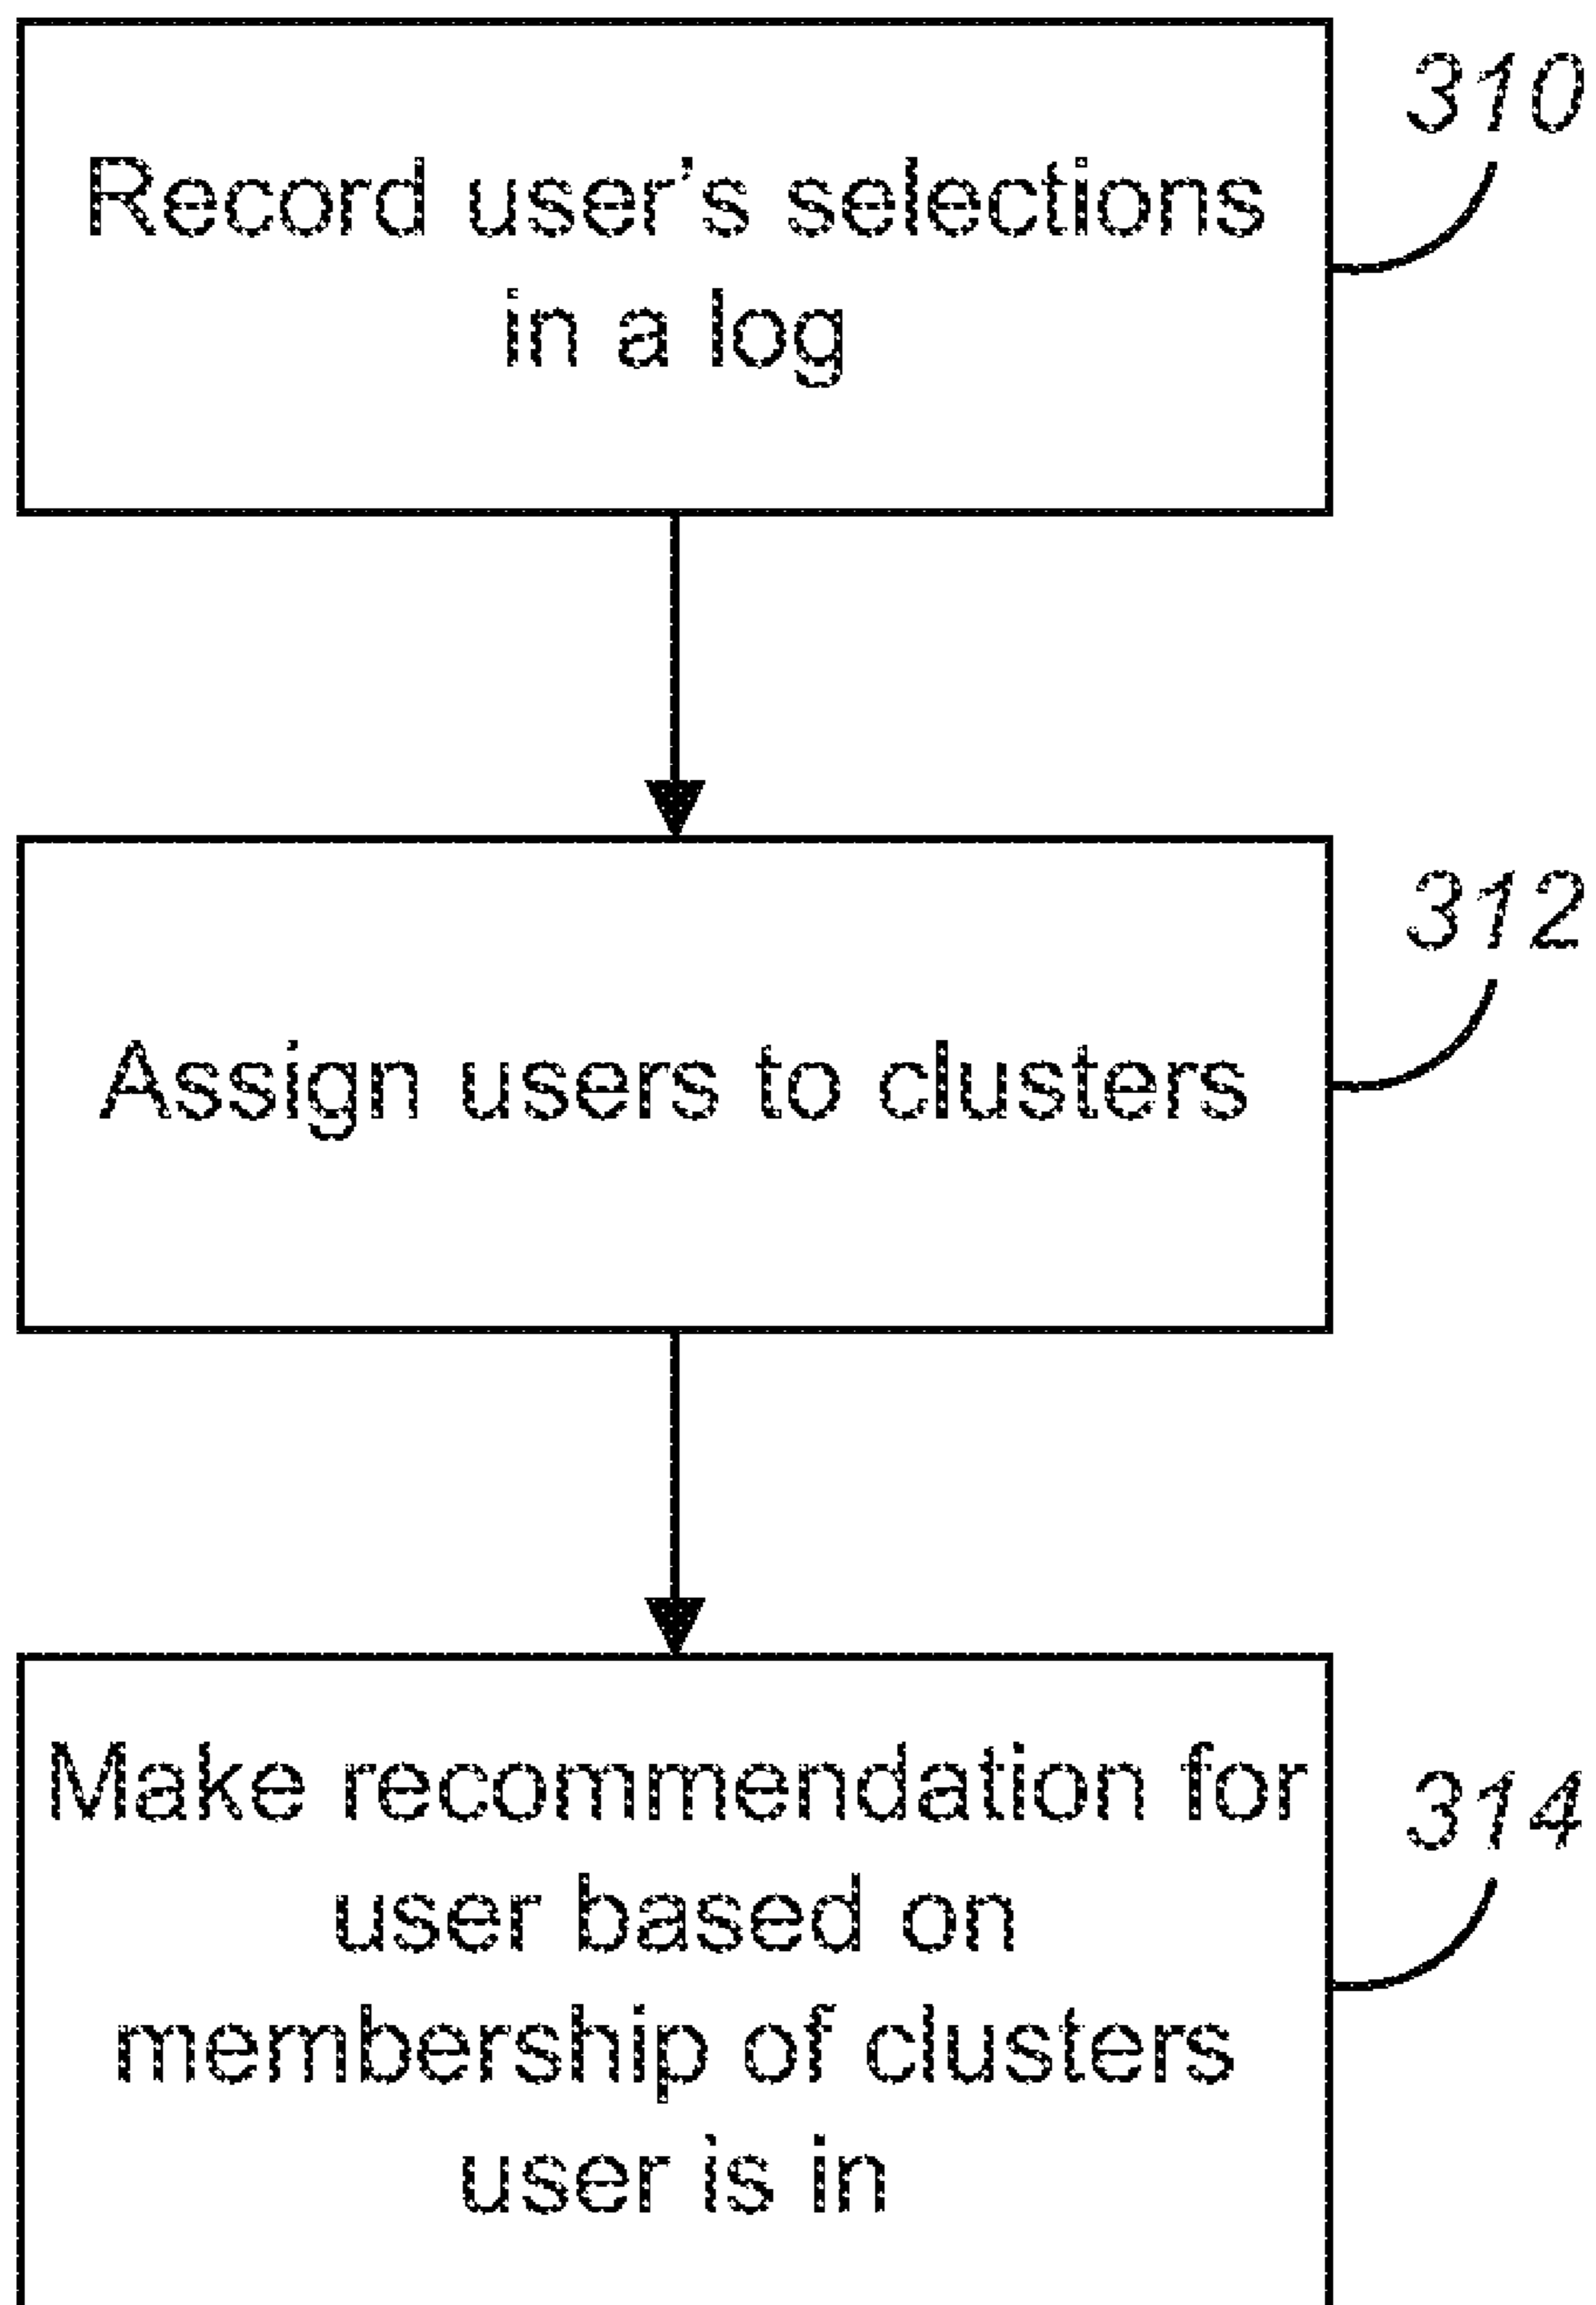 310
Record user's selections
in a log
312
Assign users to clusters
Make recommendation for
314
user based on
membership of clusters
user is in